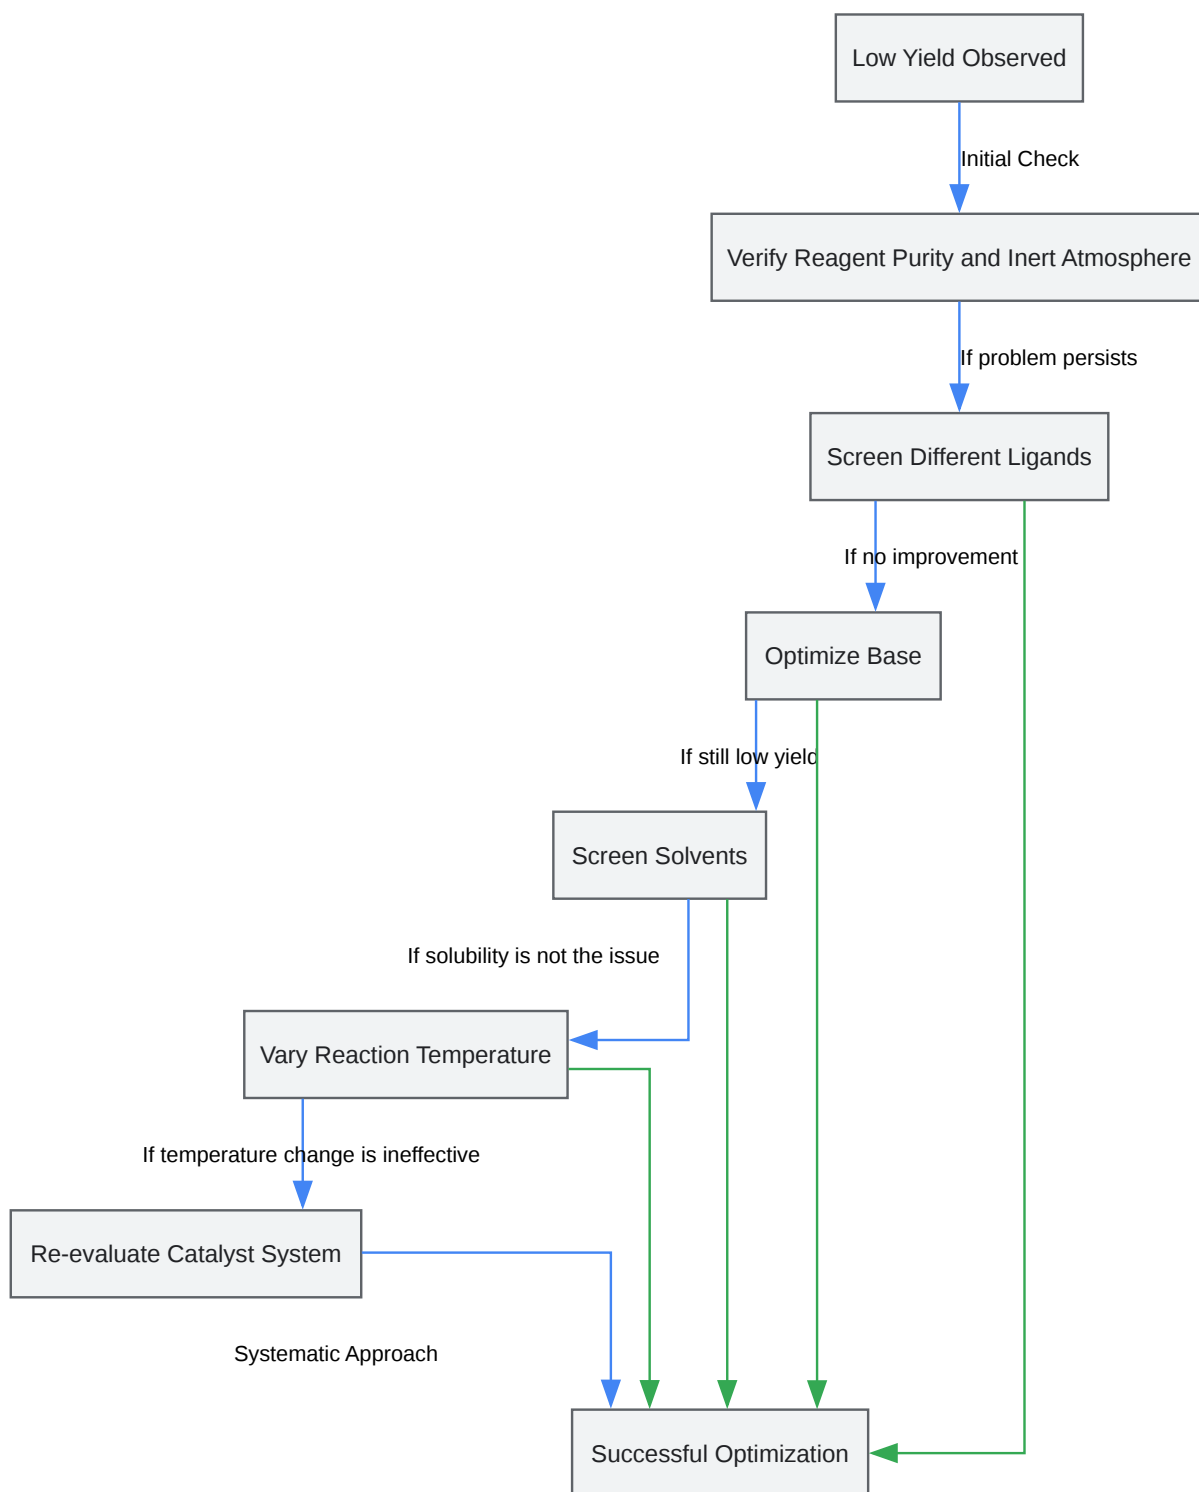 Low Yield Observed
Initial Check
Verify Reagent Purity and Inert Atmosphere
If problem persists
Screen Different Ligands
If no improvement
Optimize Base
If still low yield
Screen Solvents
If solubility is not the issue
Vary Reaction Temperature
If temperature change is ineffective
Re-evaluate Catalyst System
Systematic Approach
Successful Optimization